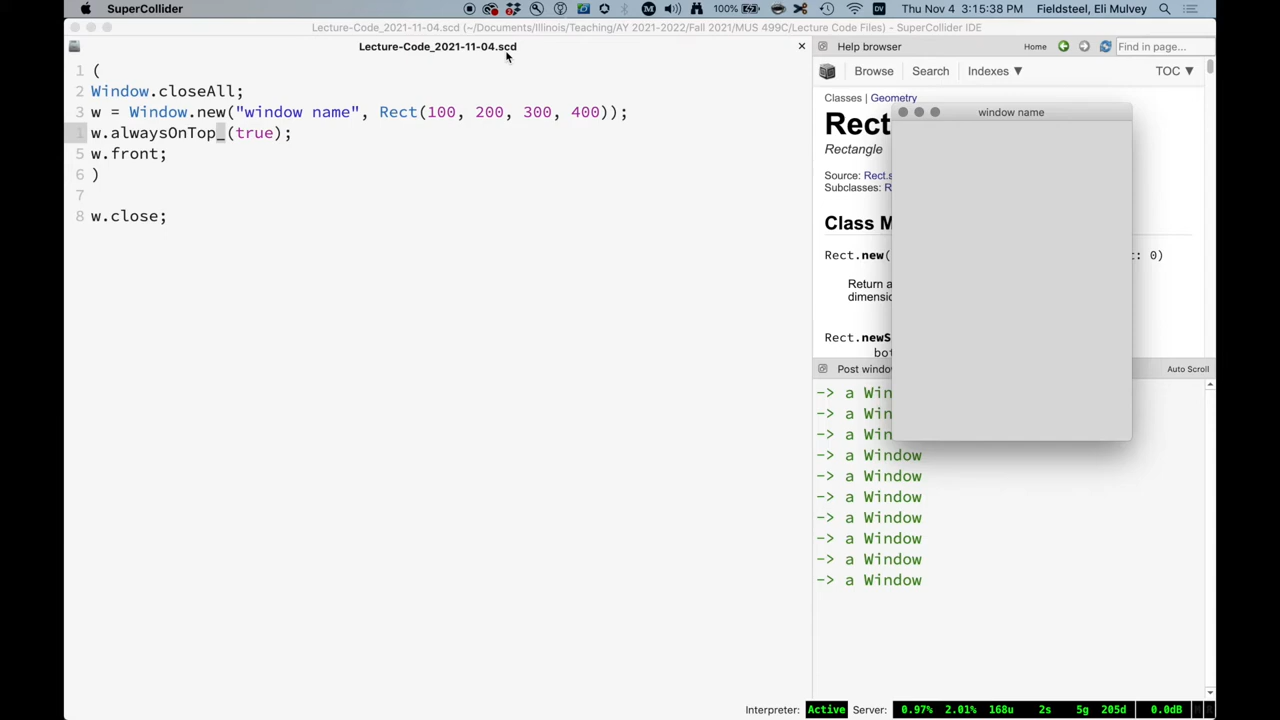 SuperCollider
100%
Thu Nov 4 3:15:38 PM
Fieldsteel, Eli Mulvey
Lecture-Code_2021-11-04.scd (~/Documents/Illinois/Teaching/AY 2021-2022/Fall 2021/MUS 499C/Lecture Code Files) - SuperCollider IDE
Lecture-Code_2021-11-04.scd
1 (
2 Window.closeAll;
3 w = Window.new("window name", Rect(100, 200, 300, 400));
1 w.alwaysOnTop_(true);
5 w.front;
6 )
7
8 w.close;
Help browser
Home
Find in page...
Browse
Search
Indexes ▼
TOC ▼
Classes | Geometry
Rect
Rectangle
Source: Rect.s
Subclasses: R
Class M
Rect.new(
: 0)
Return a
dimensio
Rect.newS
bot
window name
Post windo
Auto Scroll
-> a Win
-> a Win
-> a Win
-> a Window
-> a Window
-> a Window
-> a Window
-> a Window
-> a Window
-> a Window
Interpreter: Active Server: 0.97% 2.01% 168u 2s 5g 205d 0.0dB